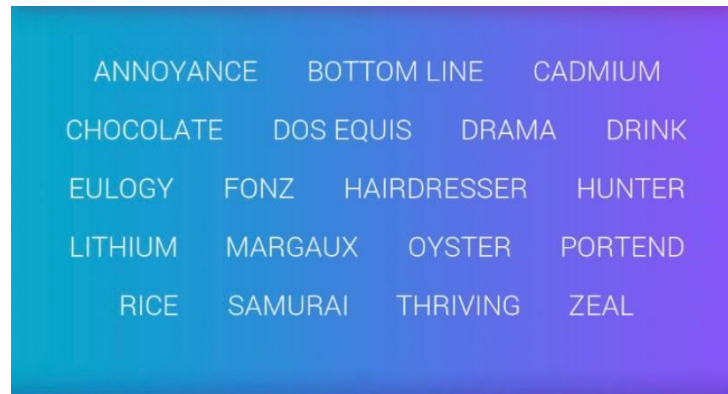 ANNOYANCE BOTTOM LINE CADMIUM
CHOCOLATE DOS EQUIS DRAMA DRINK
EULOGY FONZ HAIRDRESSER HUNTER
LITHIUM MARGAUX OYSTER PORTEND
RICE SAMURAI THRIVING ZEAL